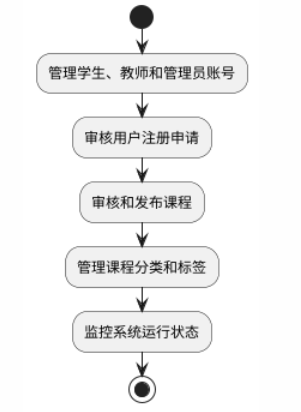 管理学生、教师和管理员账号
审核用户注册申请
审核和发布课程
管理课程分类和标签
监控系统运行状态